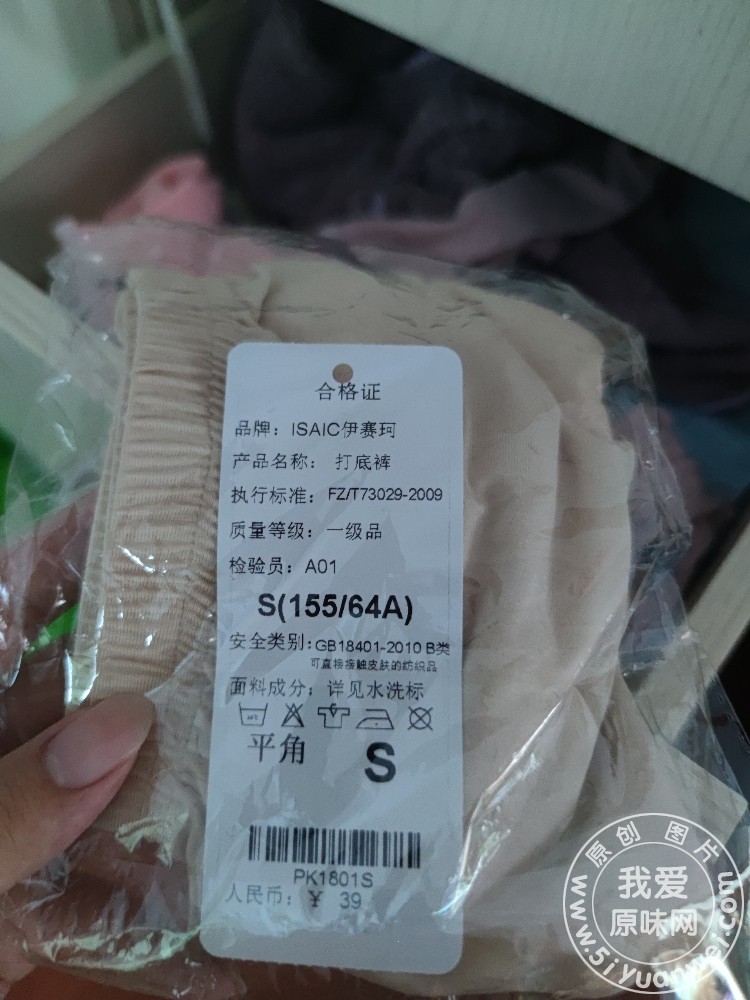 合格证
品牌：ISAIC伊赛珂
产品名称： 打底裤
执行标准：FZ/T73029-2009
质量等级：一级品
检验员：A01
S(155/64A)
安全类别：GB18401-2010 B类
可直接接触皮肤的纺织品
面料成分：详见水洗标
平角 S
PK1801S
人民币：￥ 39
原创 图片
我爱
原味网
www.5iyuanwei.com